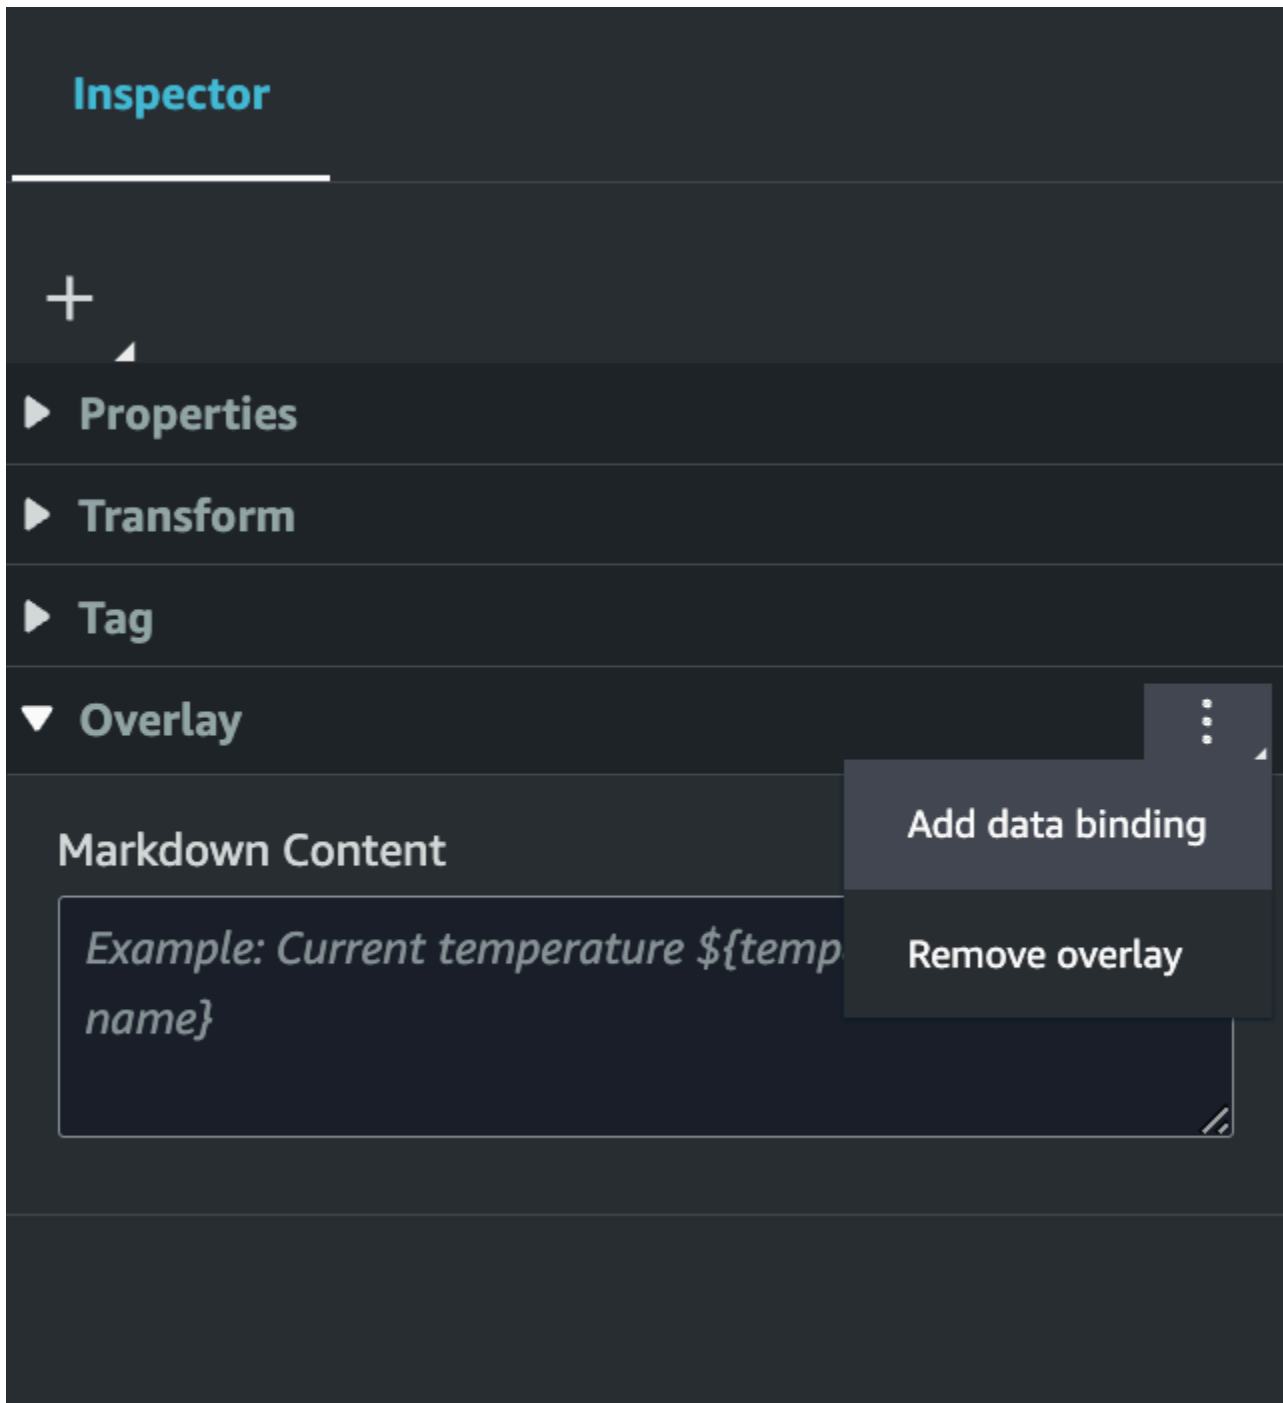 Inspector
Properties
Transform
Tag
Overlay
Add data binding
Remove overlay
Markdown Content
Example: Current temperature ${temp
name}